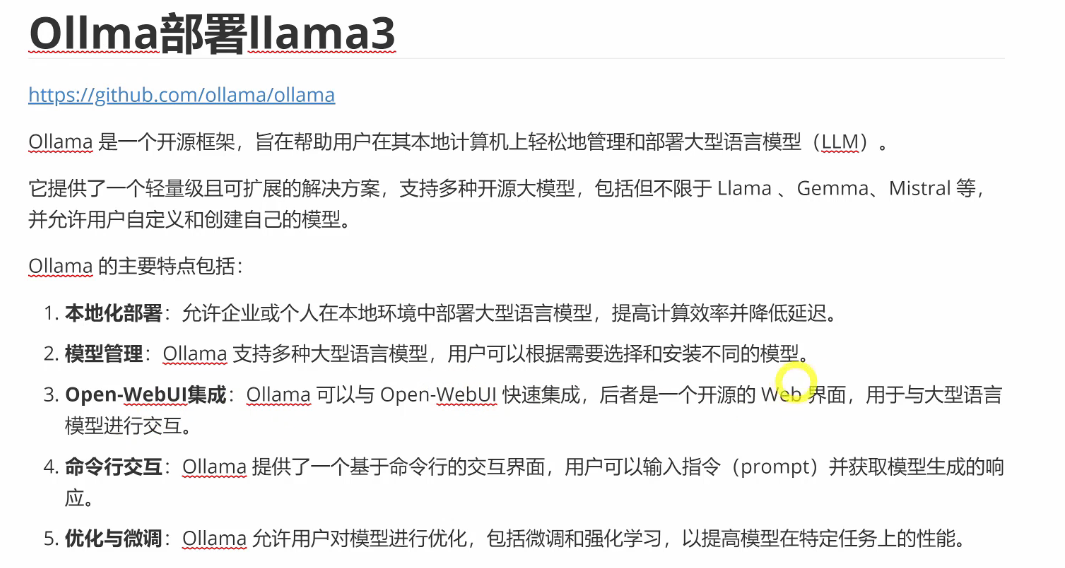 Ollma部署llama3
https://github.com/ollama/ollama
Ollama 是一个开源框架，旨在帮助用户在其本地计算机上轻松地管理和部署大型语言模型（LLM）。
它提供了一个轻量级且可扩展的解决方案，支持多种开源大模型，包括但不限于 Llama 、Gemma、Mistral 等，
并允许用户自定义和创建自己的模型。
Ollama 的主要特点包括：
1. 本地化部署：允许企业或个人在本地环境中部署大型语言模型，提高计算效率并降低延迟。
2. 模型管理：Ollama 支持多种大型语言模型，用户可以根据需要选择和安装不同的模型。
3. Open-WebUI集成：Ollama 可以与 Open-WebUI 快速集成，后者是一个开源的 Web 界面，用于与大型语言
模型进行交互。
4. 命令行交互：Ollama 提供了一个基于命令行的交互界面，用户可以输入指令（prompt）并获取模型生成的响
应。
5. 优化与微调：Ollama 允许用户对模型进行优化，包括微调和强化学习，以提高模型在特定任务上的性能。